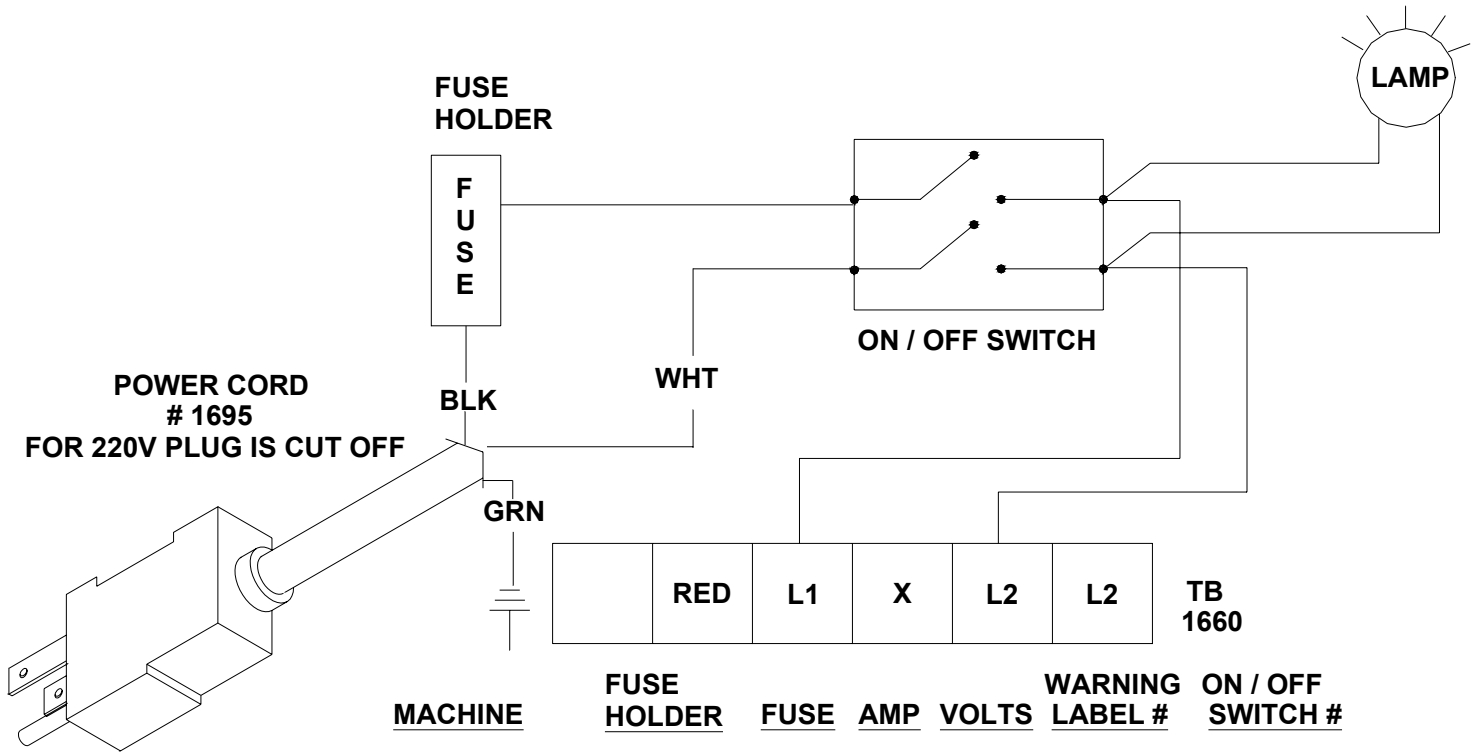 LAMP
FUSE
HOLDER
F
U
S
E
ON / OFF SWITCH
WHT
POWER CORD
# 1695
FOR 220V PLUG IS CUT OFF
BLK
GRN
RED L1 X L2 L2
TB
1660
MACHINE
FUSE
HOLDER
FUSE
AMP
VOLTS
WARNING
LABEL #
ON / OFF
SWITCH #